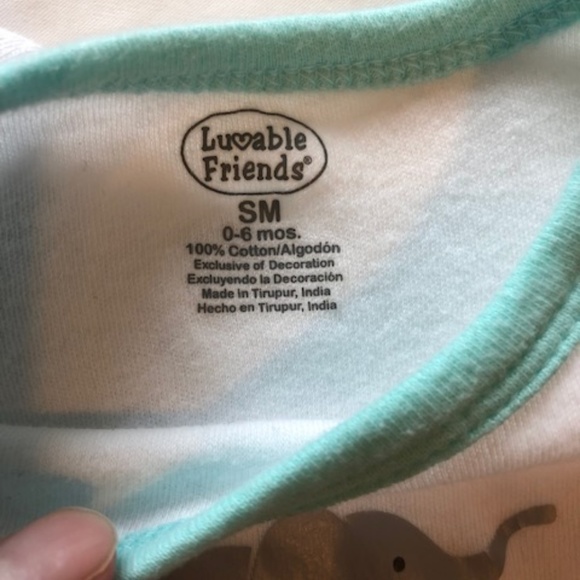 Luvable
Friends®
SM
0-6 mos.
100% Cotton/Algodón
Exclusive of Decoration
Excluyendo la Decoración
Made in Tirupur, India
Hecho en Tirupur, India